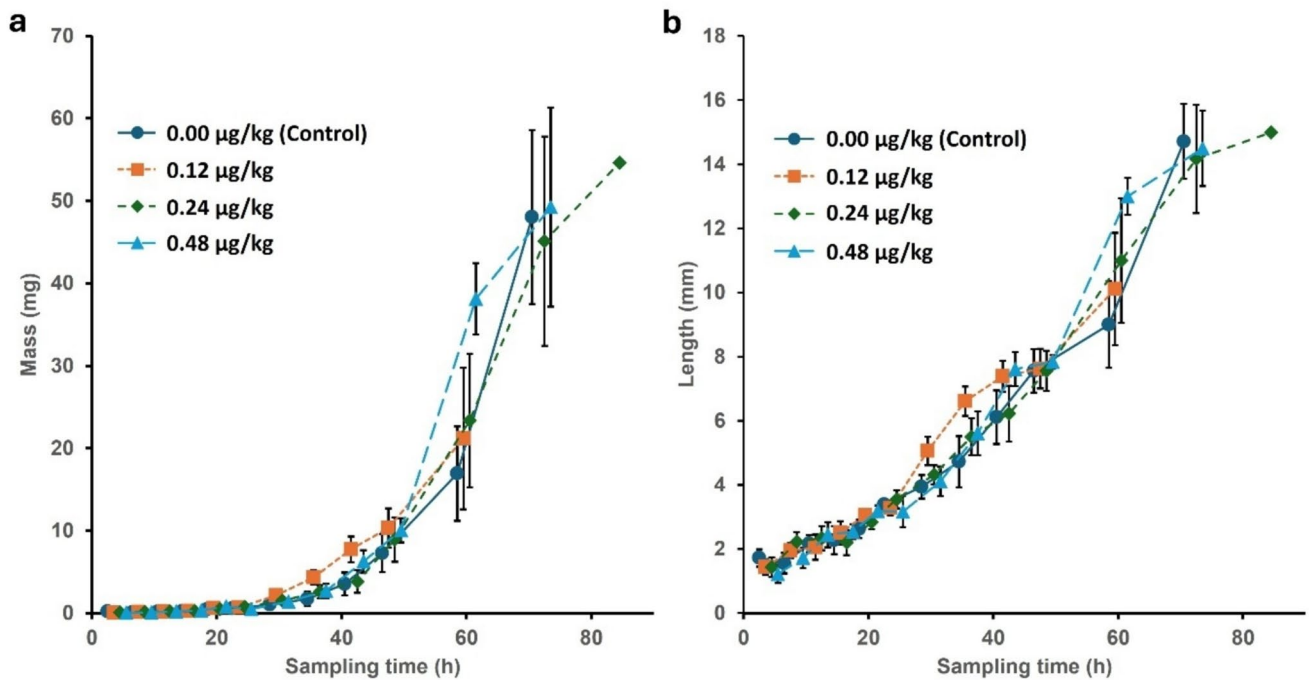 a
70
60
50
40
30
20
10
0
0 20 40 60 80
Mass (mg)
Sampling time (h)
0.00 µg/kg (Control)
0.12 µg/kg
0.24 µg/kg
0.48 µg/kg
b
18
16
14
12
10
8
6
4
2
0
0 20 40 60 80
Length (mm)
Sampling time (h)
0.00 µg/kg (Control)
0.12 µg/kg
0.24 µg/kg
0.48 µg/kg